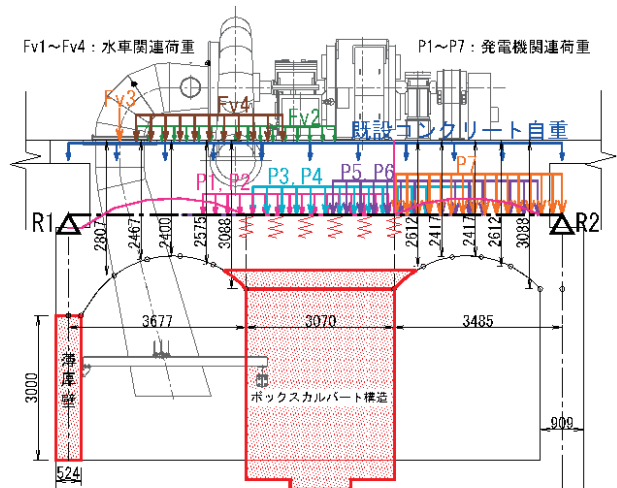 Fv1~Fv4：水車関連荷重
P1~P7：発電機関連荷重
Fv3
Fv4
Fv2
既設コンクリート自重
P1, P2
P3, P4
P5, P6
P7
R1
R2
2807
2467
2400
2575
3088
2612
2417
2417
2612
3088
3677
3070
3485
3000
薄厚壁
ボックスカルバート構造
909
524